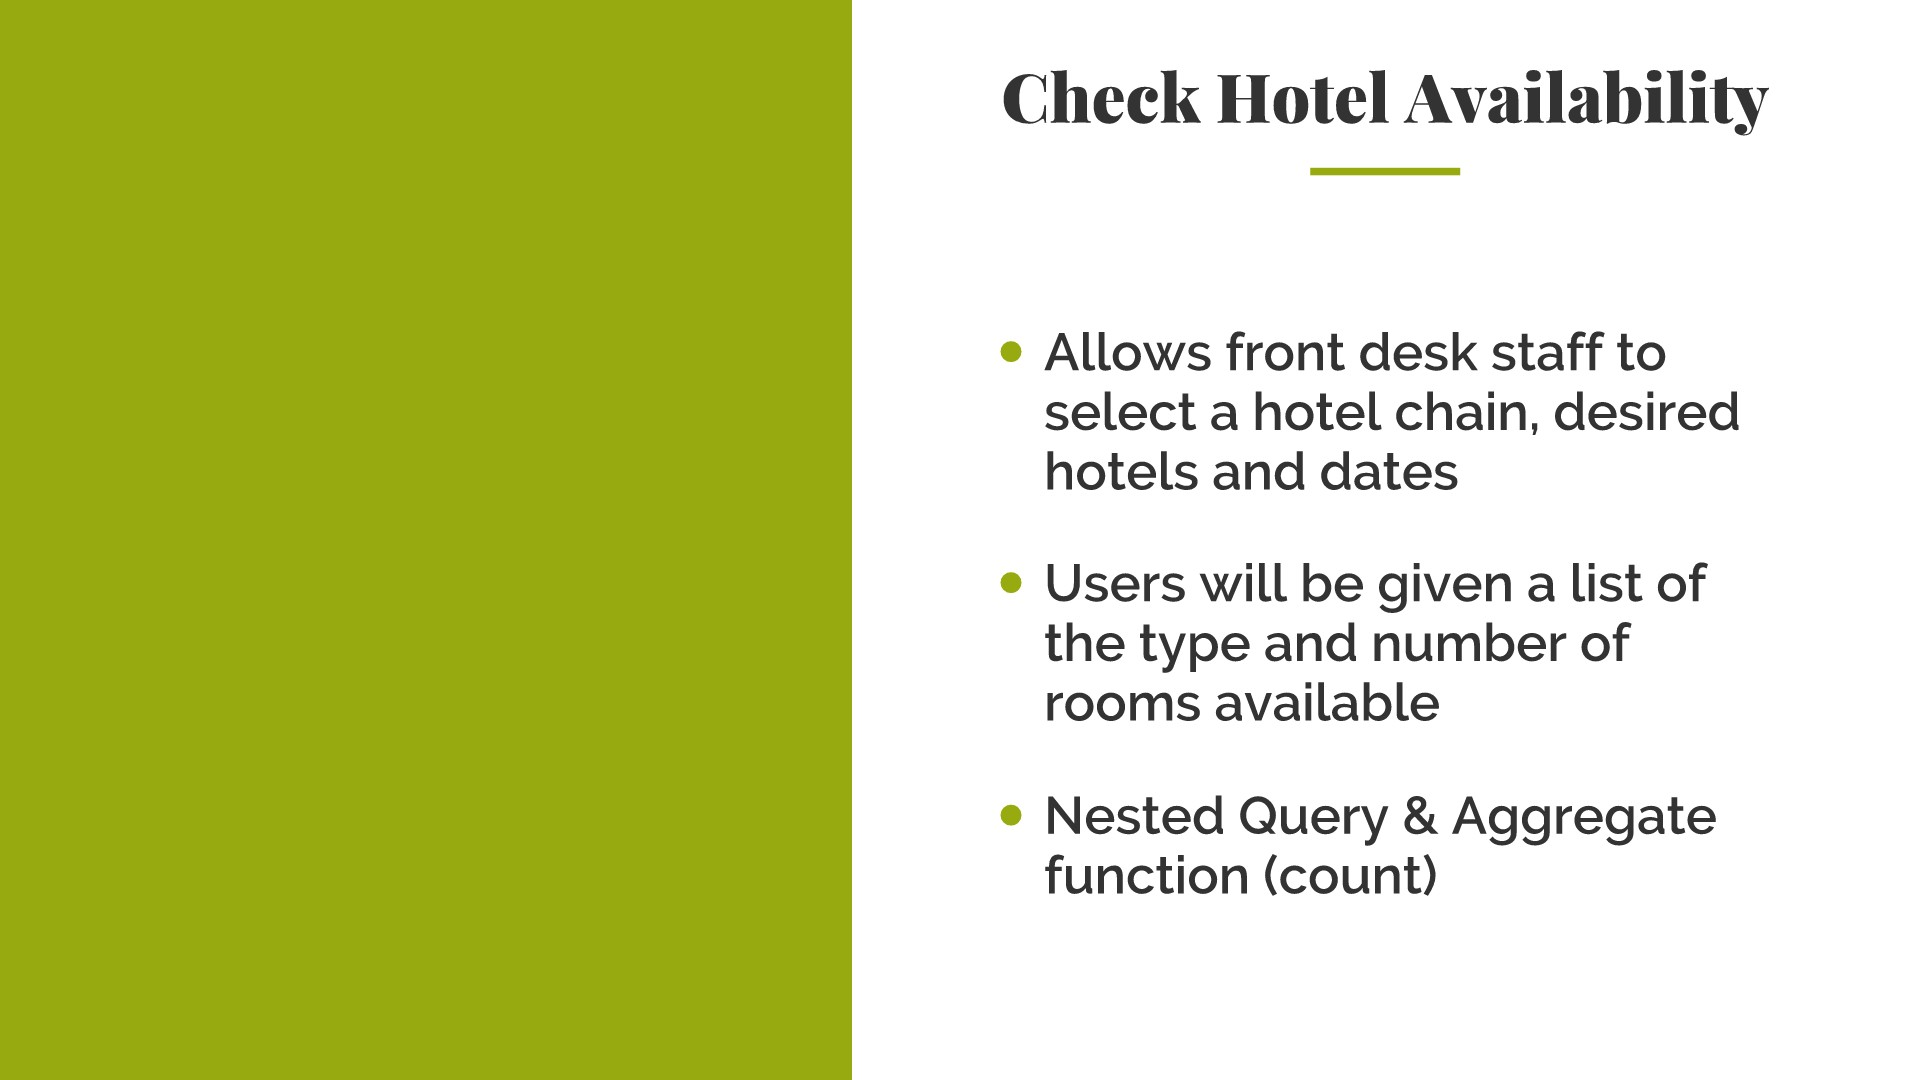 Check Hotel Availability
Allows front desk staff to
select a hotel chain, desired
hotels and dates
Users will be given a list of
the type and number of
rooms available
Nested Query & Aggregate
function (count)